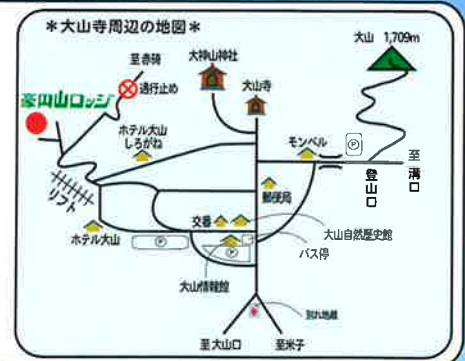 ＊大山寺周辺の地図＊
大山 1,709m
至赤碕
大神山神社
通行止め
大山寺
豪円山ロッジ
ホテル大山
しろがね
モンベル
P
至
溝口
登山口
リフト
郵便局
交番
大山自然歴史館
ホテル大山
P
P
バス停
大山情報館
別れ地蔵
至大山口
至米子